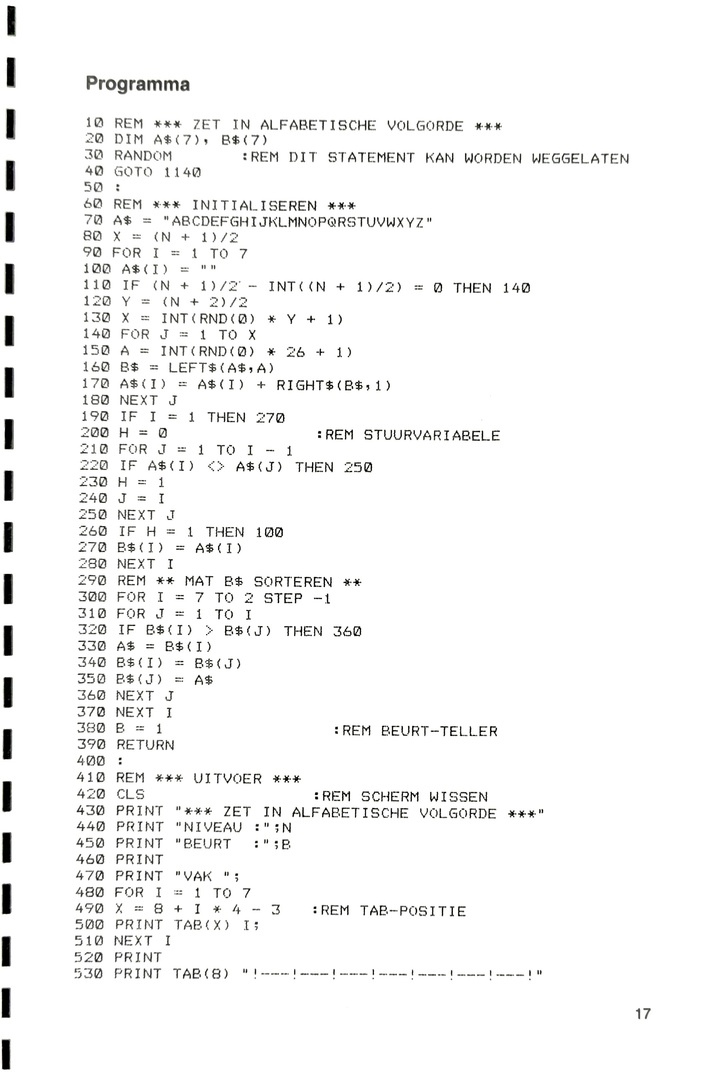 Programma
10 REM *** ZET IN ALFABETISCHE VOLGORDE ***
20 DIM A$(7), B$(7)
30 RANDOM :REM DIT STATEMENT KAN WORDEN WEGGELATEN
40 GOTO 1140
50 :
60 REM *** INITIALISEREN ***
70 A$ = "ABCDEFGHIJKLMNOPQRSTUVWXYZ"
80 X = (N + 1)/2
90 FOR I = 1 TO 7
100 A$(I) = ""
110 IF (N + 1)/2 - INT((N + 1)/2) = 0 THEN 140
120 Y = (N + 2)/2
130 X = INT(RND(0) * Y + 1)
140 FOR J = 1 TO X
150 A = INT(RND(0) * 26 + 1)
160 B$ = LEFT$(A$,A)
170 A$(I) = A$(I) + RIGHT$(B$,1)
180 NEXT J
190 IF I = 1 THEN 270
200 H = 0 :REM STUURVARIABELE
210 FOR J = 1 TO I - 1
220 IF A$(I) <> A$(J) THEN 250
230 H = 1
240 J = I
250 NEXT J
260 IF H = 1 THEN 100
270 B$(I) = A$(I)
280 NEXT I
290 REM ** MAT B$ SORTEREN **
300 FOR I = 7 TO 2 STEP -1
310 FOR J = 1 TO I
320 IF B$(I) > B$(J) THEN 360
330 A$ = B$(I)
340 B$(I) = B$(J)
350 B$(J) = A$
360 NEXT J
370 NEXT I
380 B = 1 :REM BEURT-TELLER
390 RETURN
400 :
410 REM *** UITVOER ***
420 CLS :REM SCHERM WISSEN
430 PRINT "*** ZET IN ALFABETISCHE VOLGORDE ***"
440 PRINT "NIVEAU :";N
450 PRINT "BEURT  :";B
460 PRINT
470 PRINT "VAK ";
480 FOR I = 1 TO 7
490 X = 8 + I * 4 - 3 :REM TAB-POSITIE
500 PRINT TAB(X) I;
510 NEXT I
520 PRINT
530 PRINT TAB(8) "!---!---!---!---!---!---!---!"
17